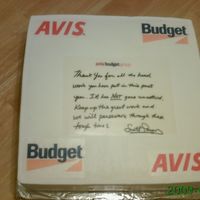 AVIS Budget
avis budget group
Thank You for all the hard
work you have put in this past
year. It has NOT gone unnoticed.
Keep up the great work and
we will persevere through these
tough times!
Budget AVIS
2009